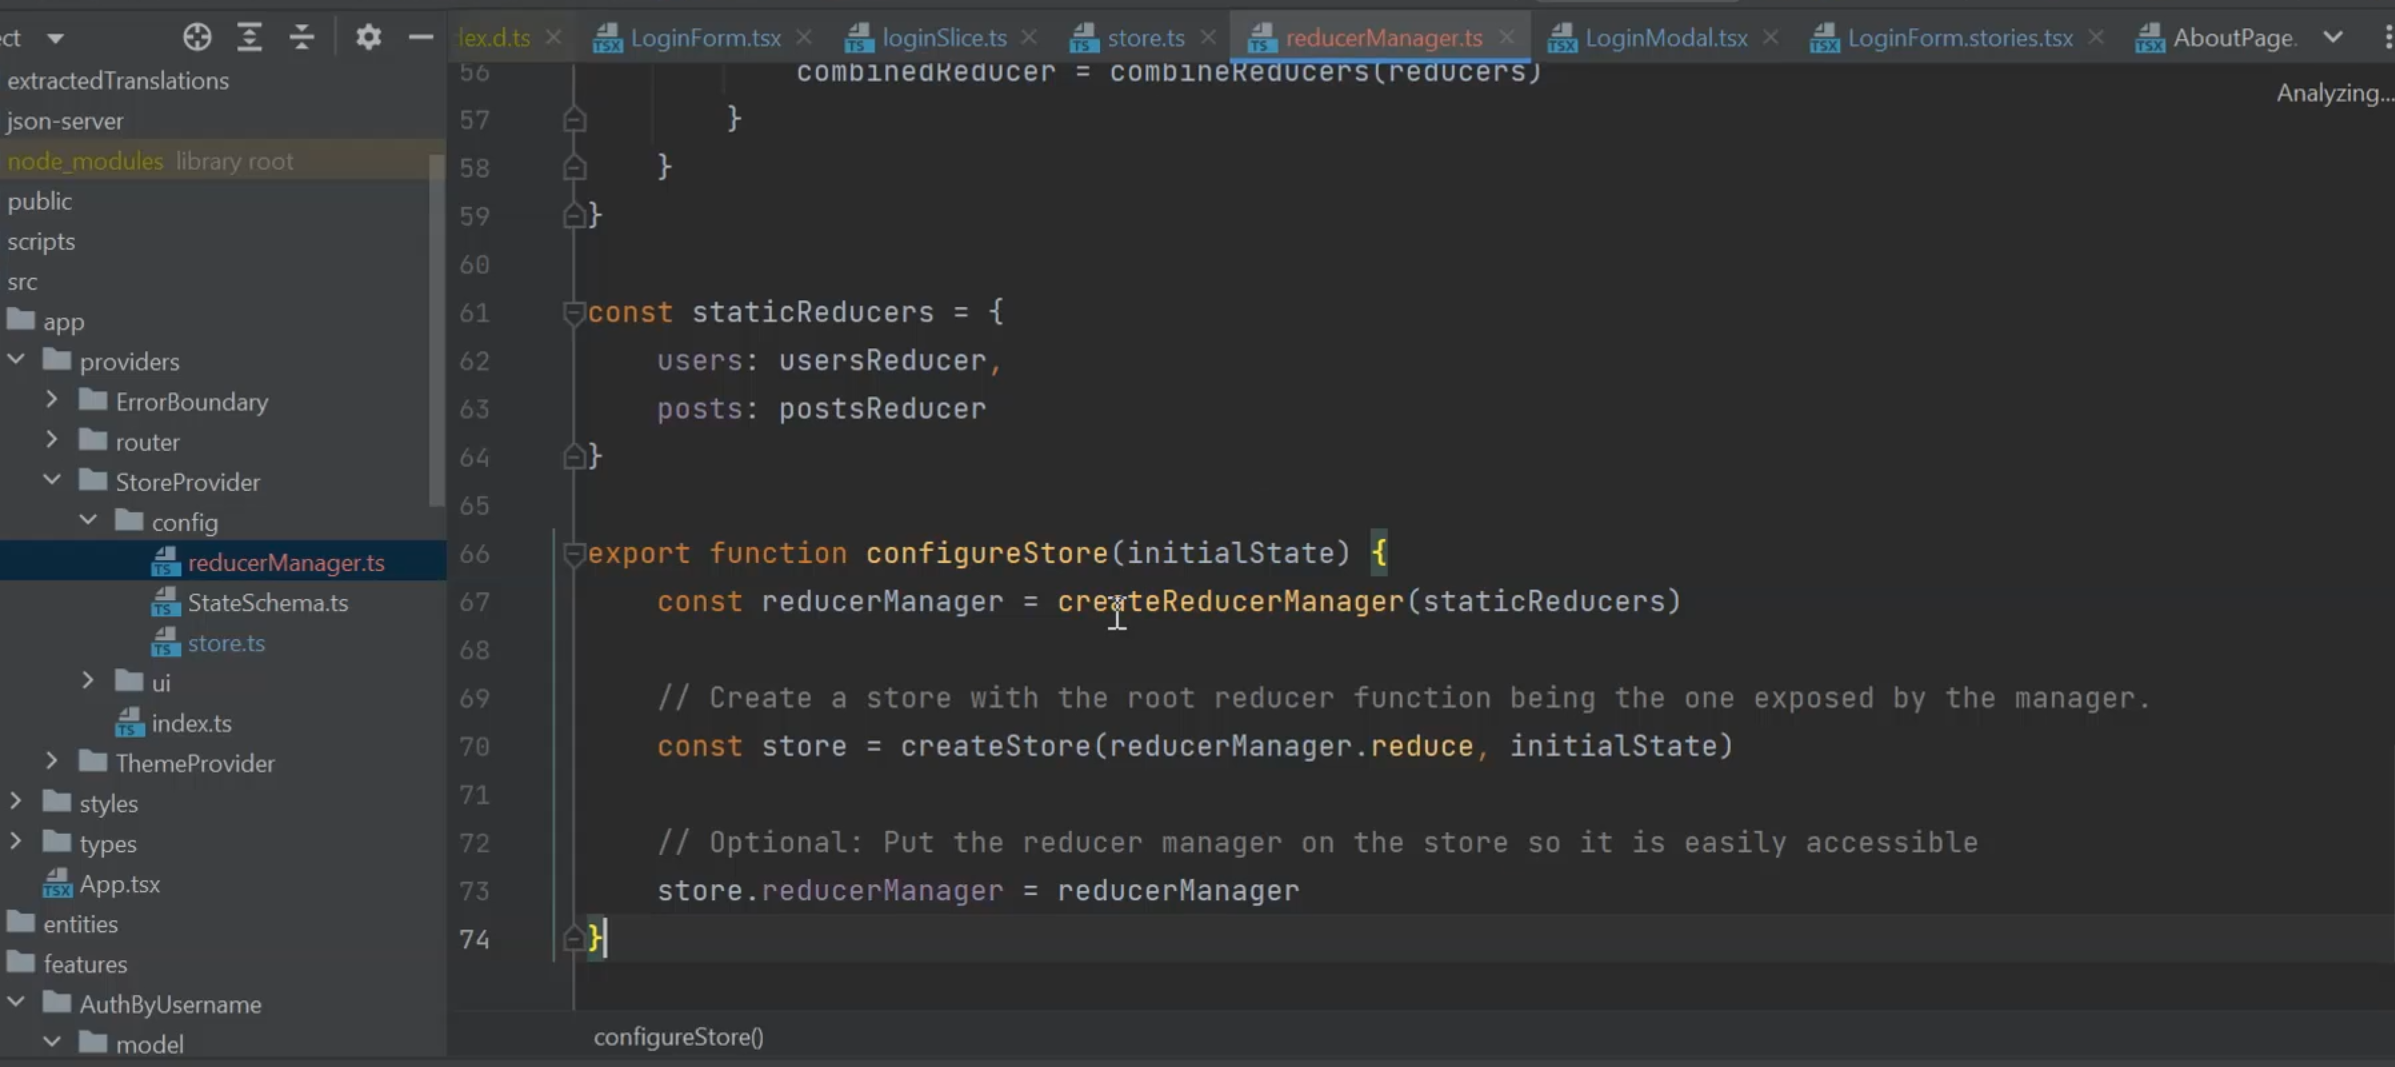 ct
dex.d.ts
LoginForm.tsx
loginSlice.ts
store.ts
reducerManager.ts
LoginModal.tsx
LoginForm.stories.tsx
AboutPage.
Analyzing...
extractedTranslations
json-server
node_modules library root
public
scripts
src
app
providers
ErrorBoundary
router
StoreProvider
config
TS reducerManager.ts
TS StateSchema.ts
TS store.ts
ui
TS index.ts
ThemeProvider
styles
types
TSX App.tsx
entities
features
AuthByUsername
model
56 combinedReducer = combineReducers(reducers)
57 }
58 }
59 }
60
61 const staticReducers = {
62 users: usersReducer,
63 posts: postsReducer
64 }
65
66 export function configureStore(initialState) {
67 const reducerManager = createReducerManager(staticReducers)
68
69 // Create a store with the root reducer function being the one exposed by the manager.
70 const store = createStore(reducerManager.reduce, initialState)
71
72 // Optional: Put the reducer manager on the store so it is easily accessible
73 store.reducerManager = reducerManager
74 }
configureStore()